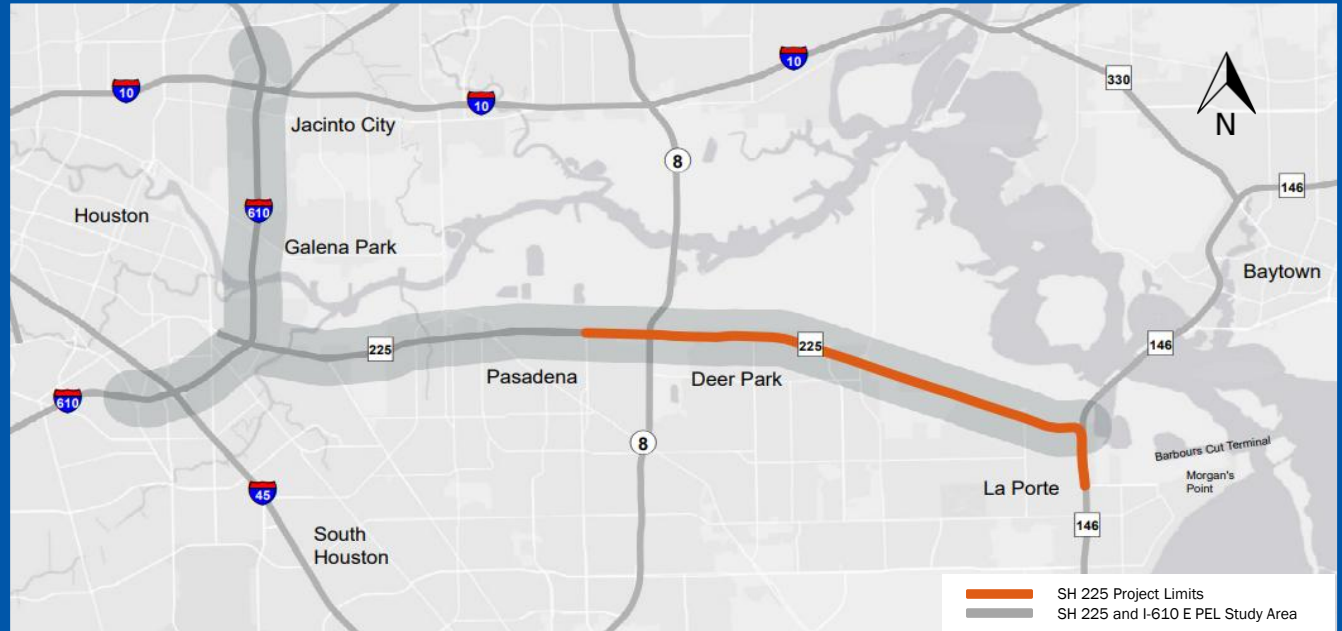 10
10
10
330
N
Jacinto City
8
146
Houston
610
Galena Park
Baytown
225
225
146
Pasadena
Deer Park
610
8
Barbours Cut Terminal
Morgan's
Point
La Porte
45
146
South
Houston
SH 225 Project Limits
SH 225 and I-610 E PEL Study Area